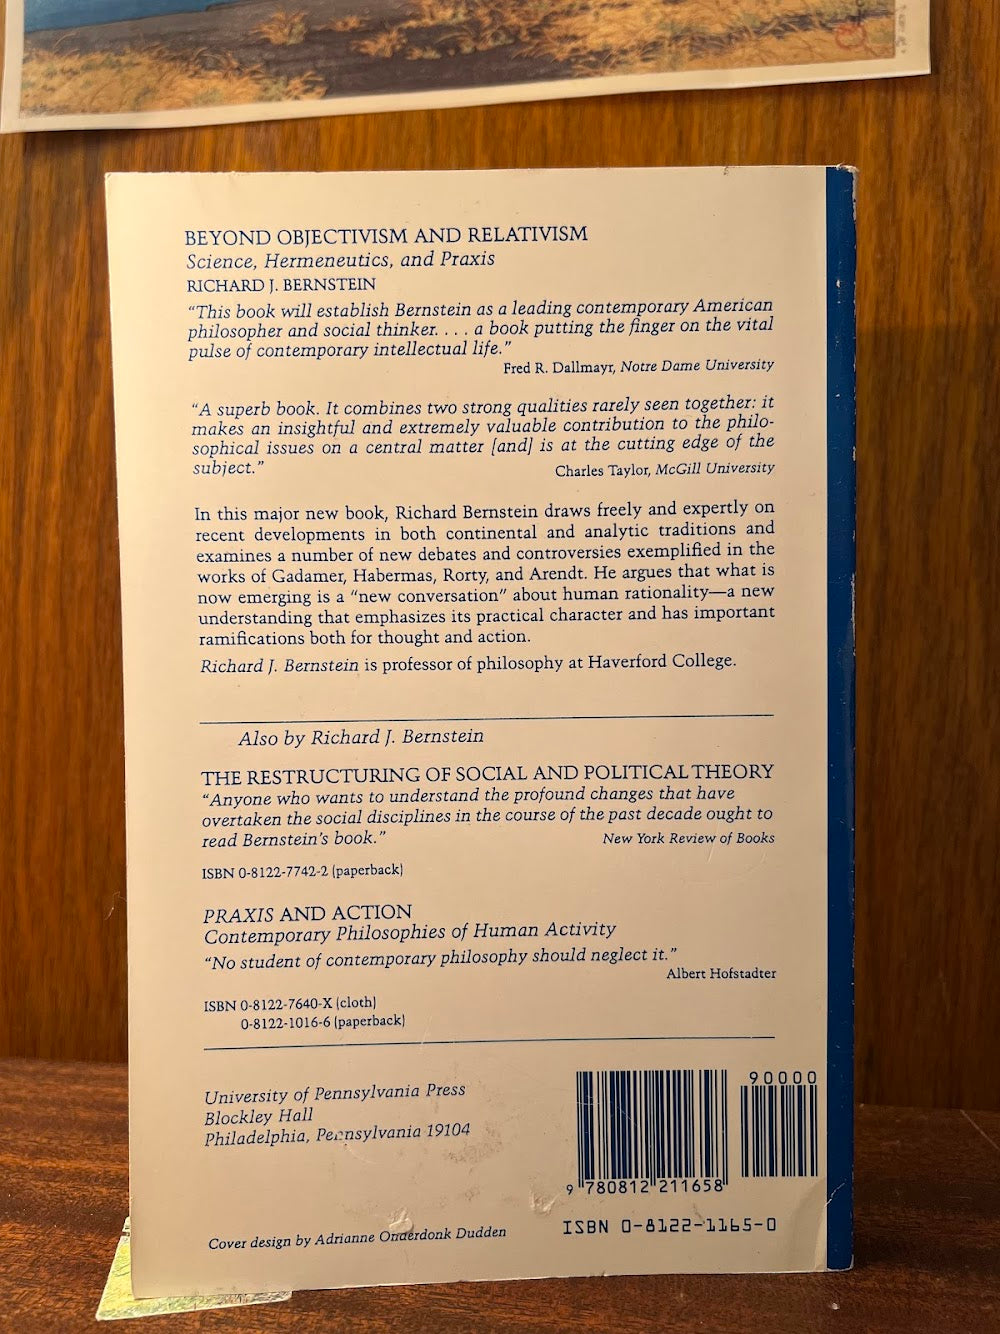 BEYOND OBJECTIVISM AND RELATIVISM
Science, Hermeneutics, and Praxis
RICHARD J. BERNSTEIN
“This book will establish Bernstein as a leading contemporary American
philosopher and social thinker. . . . a book putting the finger on the vital
pulse of contemporary intellectual life.”
Fred R. Dallmayr, Notre Dame University
“A superb book. It combines two strong qualities rarely seen together: it
makes an insightful and extremely valuable contribution to the philo-
sophical issues on a central matter [and] is at the cutting edge of the
subject.” Charles Taylor, McGill University
In this major new book, Richard Bernstein draws freely and expertly on
recent developments in both continental and analytic traditions and
examines a number of new debates and controversies exemplified in the
works of Gadamer, Habermas, Rorty, and Arendt. He argues that what is
now emerging is a “new conversation” about human rationality—a new
understanding that emphasizes its practical character and has important
ramifications both for thought and action.
Richard J. Bernstein is professor of philosophy at Haverford College.
Also by Richard J. Bernstein
THE RESTRUCTURING OF SOCIAL AND POLITICAL THEORY
“Anyone who wants to understand the profound changes that have
overtaken the social disciplines in the course of the past decade ought to
read Bernstein’s book.” New York Review of Books
ISBN 0-8122-7742-2 (paperback)
PRAXIS AND ACTION
Contemporary Philosophies of Human Activity
“No student of contemporary philosophy should neglect it.”
Albert Hofstadter
ISBN 0-8122-7640-X (cloth)
0-8122-1016-6 (paperback)
University of Pennsylvania Press
Blockley Hall
Philadelphia, Pennsylvania 19104
90000
9 780812 211658
ISBN 0-8122-1165-0
Cover design by Adrianne Onderdonk Dudden